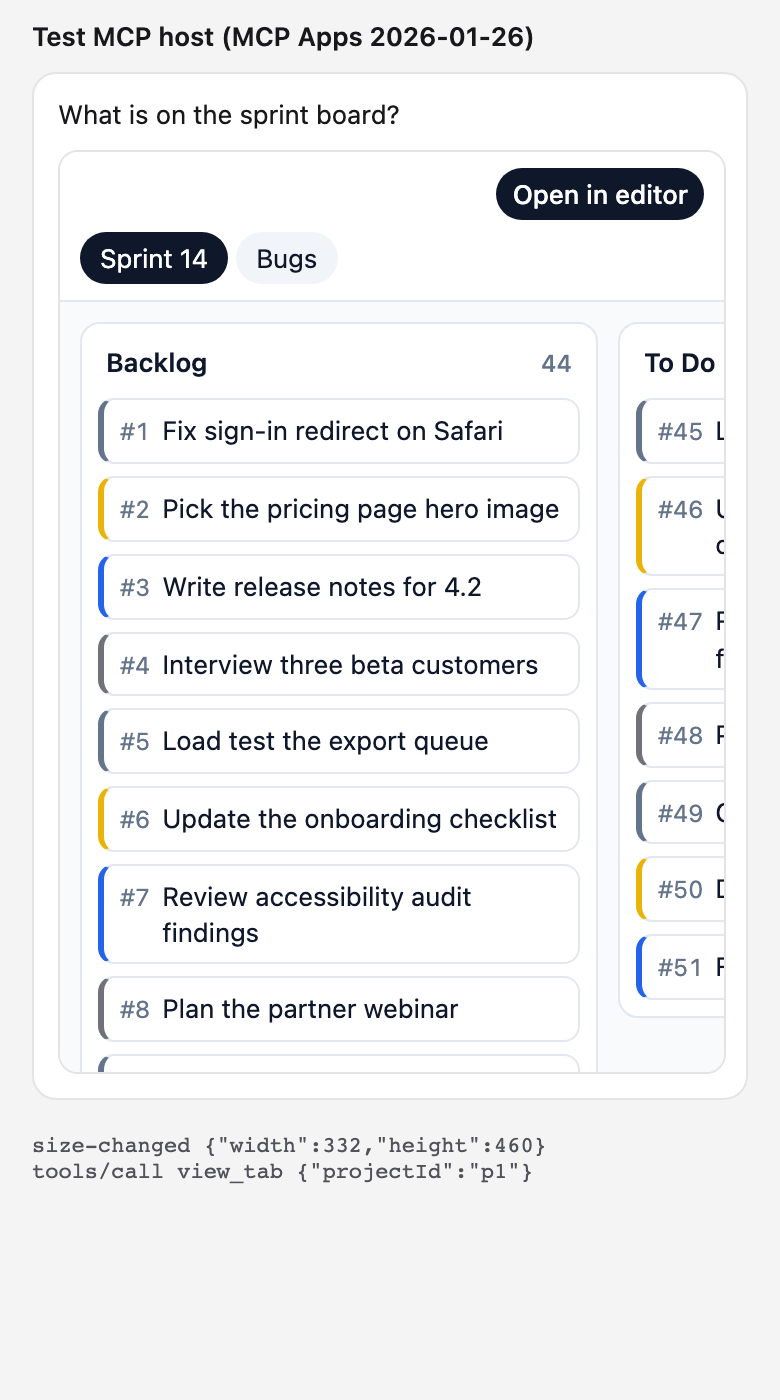 Test MCP host (MCP Apps 2026-01-26)
What is on the sprint board?
Open in editor
Sprint 14
Bugs
Backlog
44
#1 Fix sign-in redirect on Safari
#2 Pick the pricing page hero image
#3 Write release notes for 4.2
#4 Interview three beta customers
#5 Load test the export queue
#6 Update the onboarding checklist
#7 Review accessibility audit
findings
#8 Plan the partner webinar
To Do
#45
#46
#47
#48
#49
#50
#51
size-changed {"width":332,"height":460}
tools/call view_tab {"projectId":"p1"}